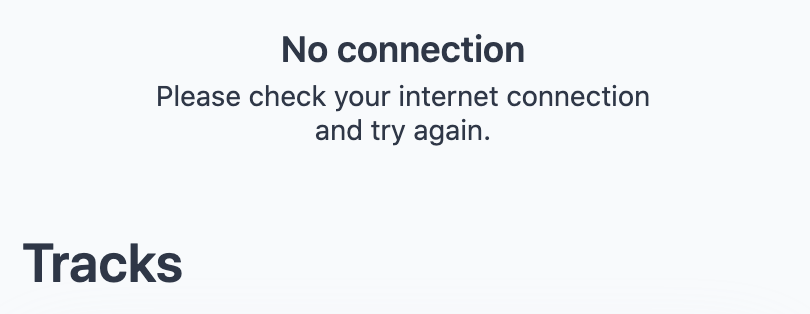 No connection
Please check your internet connection
and try again.
Tracks